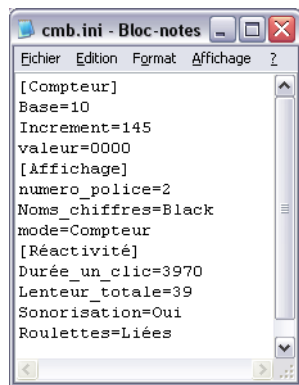 cmb.ini - Bloc-notes
Fichier Edition Format Affichage ?
[Compteur]
Base=10
Increment=145
valeur=0000
[Affichage]
numero_police=2
Noms_chiffres=Black
mode=Compteur
[Réactivité]
Durée_un_clic=3970
Lenteur_totale=39
Sonorisation=Oui
Roulettes=Liées